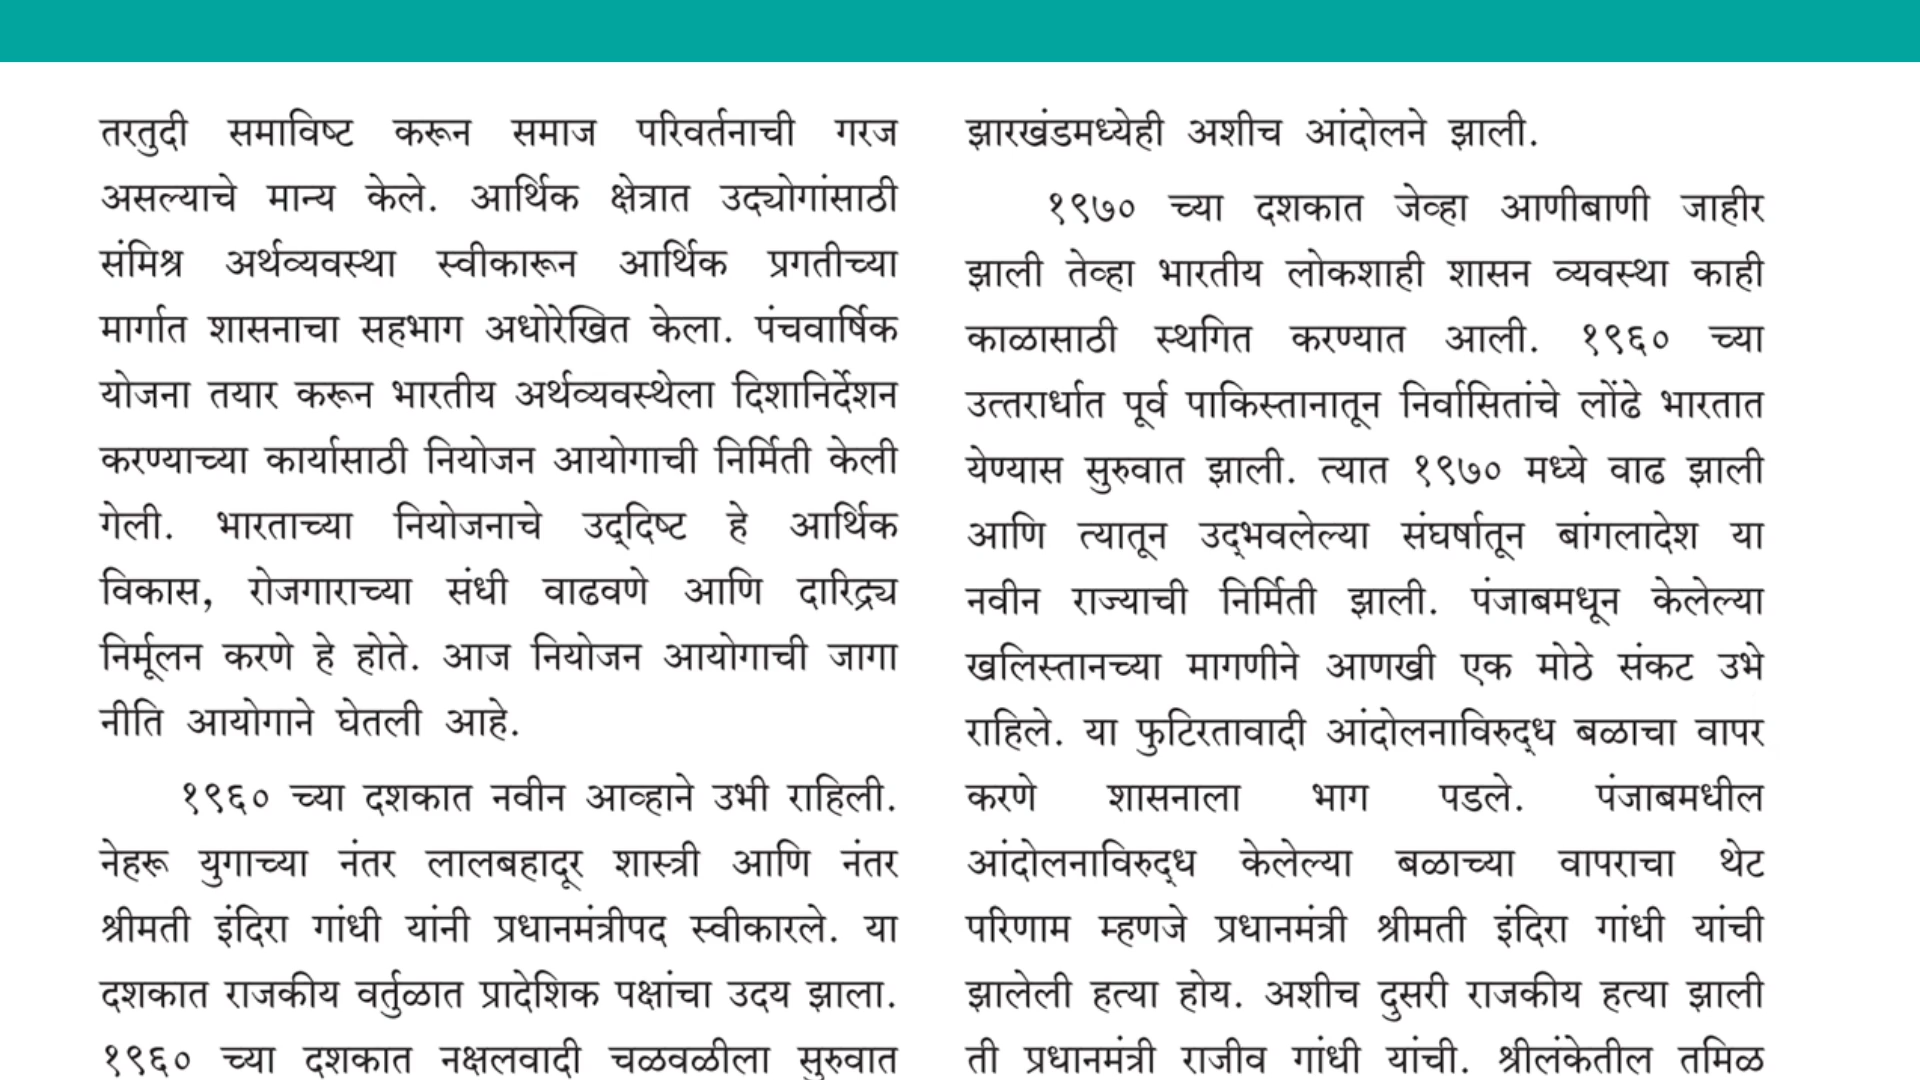 तरतुदी समाविष्ट करून समाज परिवर्तनाची गरज
असल्याचे मान्य केले. आर्थिक क्षेत्रात उद्योगांसाठी
संमिश्र अर्थव्यवस्था स्वीकारून आर्थिक प्रगतीच्या
मार्गात शासनाचा सहभाग अधोरेखित केला. पंचवार्षिक
योजना तयार करून भारतीय अर्थव्यवस्थेला दिशानिर्देशन
करण्याच्या कार्यासाठी नियोजन आयोगाची निर्मिती केली
गेली. भारताच्या नियोजनाचे उद्‌दिष्ट हे आर्थिक
विकास, रोजगाराच्या संधी वाढवणे आणि दारिद्र्य
निर्मूलन करणे हे होते. आज नियोजन आयोगाची जागा
नीति आयोगाने घेतली आहे.
१९६० च्या दशकात नवीन आव्हाने उभी राहिली.
नेहरू युगाच्या नंतर लालबहादूर शास्त्री आणि नंतर
श्रीमती इंदिरा गांधी यांनी प्रधानमंत्रीपद स्वीकारले. या
दशकात राजकीय वर्तुळात प्रादेशिक पक्षांचा उदय झाला.
१९६० च्या दशकात नक्षलवादी चळवळीला सुरुवात
झारखंडमध्येही अशीच आंदोलने झाली.
१९७० च्या दशकात जेव्हा आणीबाणी जाहीर
झाली तेव्हा भारतीय लोकशाही शासन व्यवस्था काही
काळासाठी स्थगित करण्यात आली. १९६० च्या
उत्तरार्धात पूर्व पाकिस्तानातून निर्वासितांचे लोंढे भारतात
येण्यास सुरुवात झाली. त्यात १९७० मध्ये वाढ झाली
आणि त्यातून उद्‌भवलेल्या संघर्षातून बांगलादेश या
नवीन राज्याची निर्मिती झाली. पंजाबमधून केलेल्या
खलिस्तानच्या मागणीने आणखी एक मोठे संकट उभे
राहिले. या फुटिरतावादी आंदोलनाविरुद्‌ध बळाचा वापर
करणे शासनाला भाग पडले. पंजाबमधील
आंदोलनाविरुद्‌ध केलेल्या बळाच्या वापराचा थेट
परिणाम म्हणजे प्रधानमंत्री श्रीमती इंदिरा गांधी यांची
झालेली हत्या होय. अशीच दुसरी राजकीय हत्या झाली
ती प्रधानमंत्री राजीव गांधी यांची. श्रीलंकेतील तमिळ